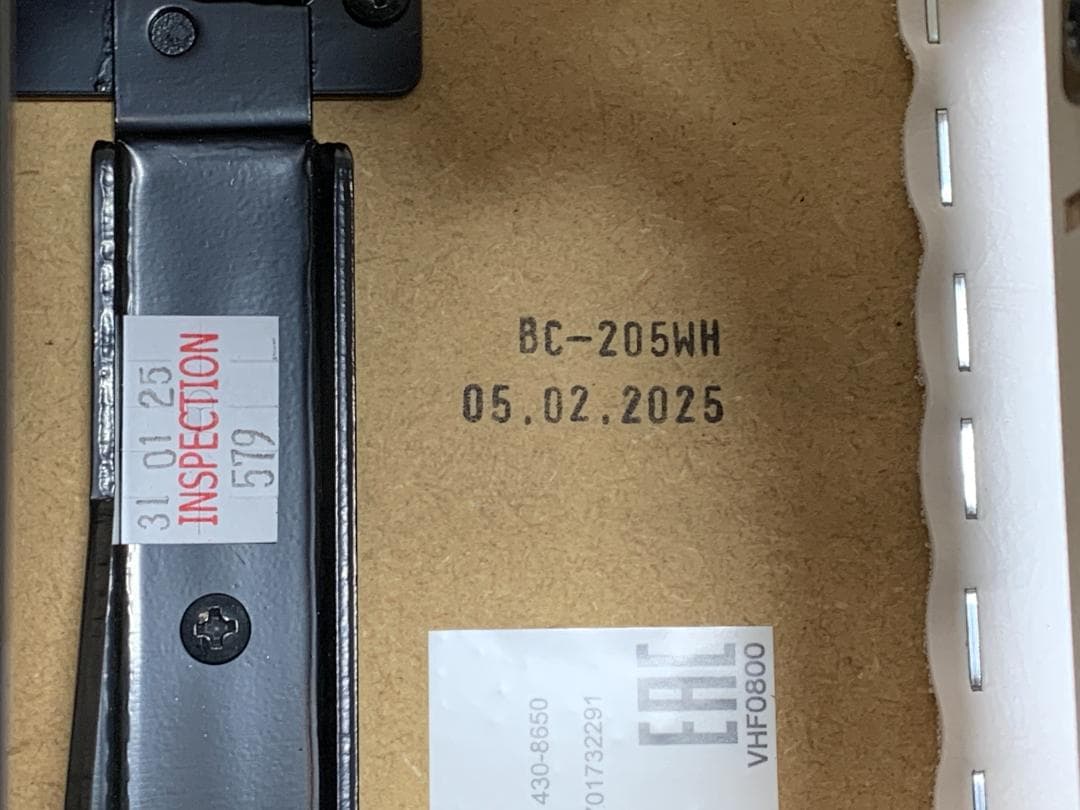 BC-205WH
05.02.2025
31 01 25
INSPECTION
579
430-8650
01732291
EAC
VHF0800